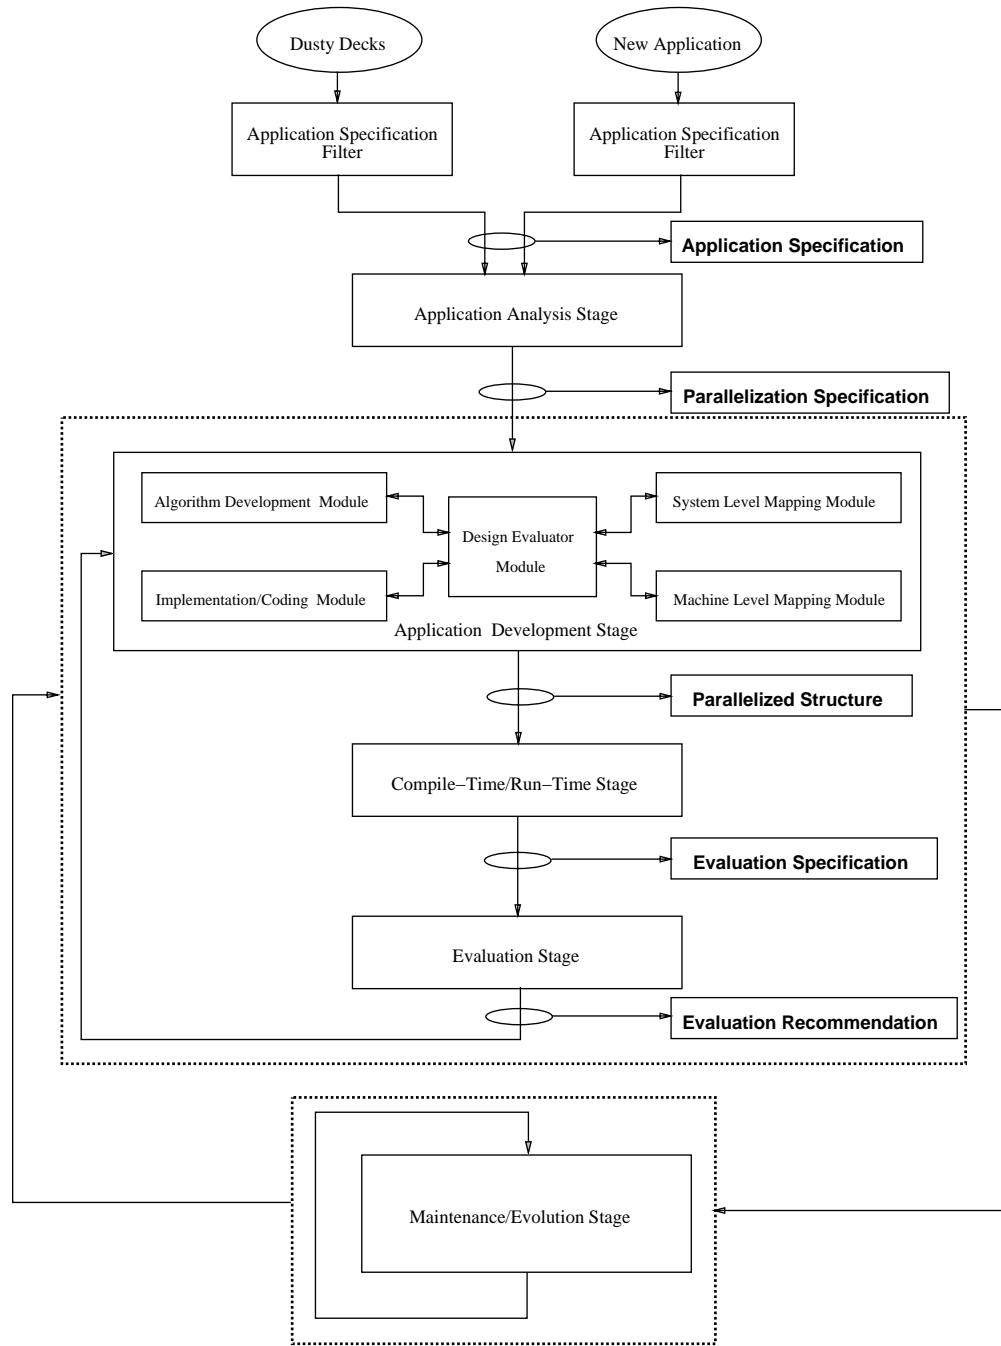 Dusty Decks
New Application
Application Specification
Filter
Application Specification
Filter
Application Specification
Application Analysis Stage
Parallelization Specification
Algorithm Development Module
System Level Mapping Module
Design Evaluator
Module
Implementation/Coding Module
Machine Level Mapping Module
Application Development Stage
Parallelized Structure
Compile−Time/Run−Time Stage
Evaluation Specification
Evaluation Stage
Evaluation Recommendation
Maintenance/Evolution Stage